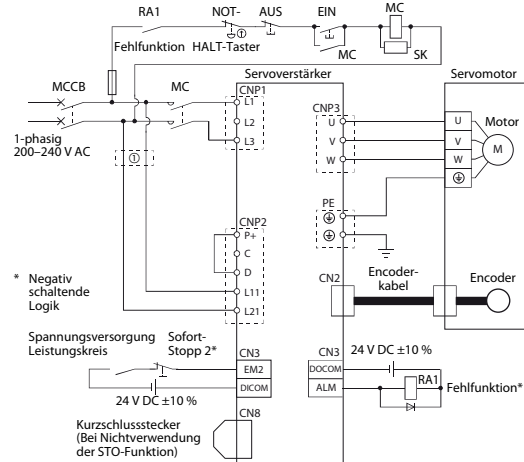 RA1 NOT- AUS EIN MC
Fehlfunktion HALT-Taster MC SK
①
Servoverstärker Servomotor
MCCB MC CNP1 CNP3
L1
L2
L3
U
V
W
U
V
W
Motor
M
1-phasig
200–240 V AC
①
PE
CNP2
P+
C
D
L11
L21
* Negativ
schaltende
Logik
CN2
Encoder-
kabel
Encoder
Spannungsversorgung
Leistungskreis
Sofort-
Stopp 2*
CN3
EM2
DICOM
24 V DC ±10 %
CN3
DOCOM
ALM
24 V DC ±10 %
RA1
Fehlfunktion*
CN8
Kurzschlussstecker
(Bei Nichtverwendung
der STO-Funktion)